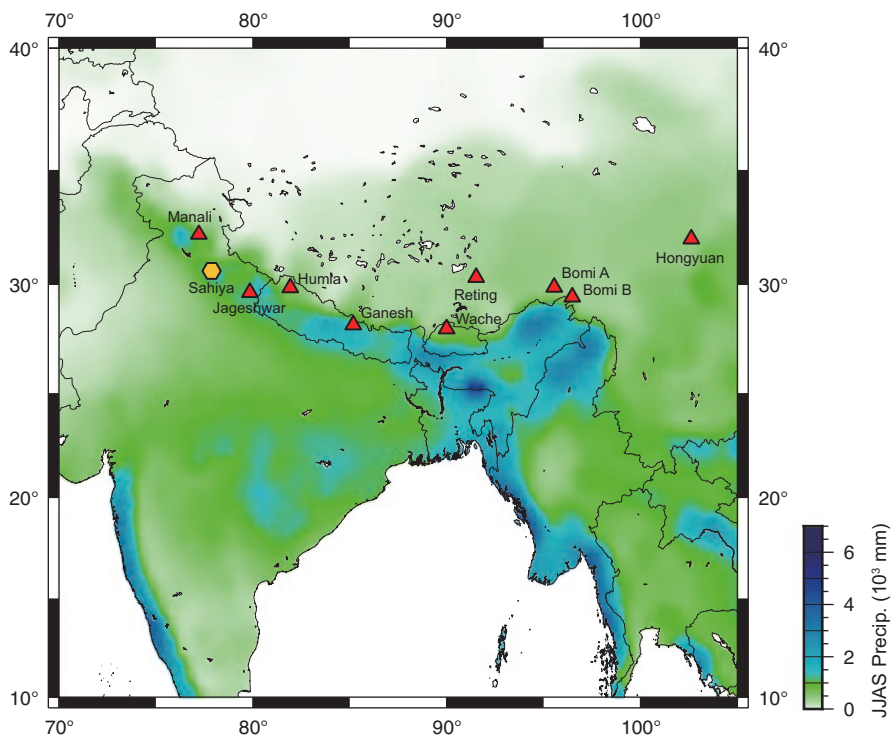 70° 80° 90° 100°
40° 40°
Manali
Sahiya
Jageshwar
Humla
Ganesh
Reting
Wache
Bomi A
Bomi B
Hongyuan
30° 30°
20° 20°
10° 10°
70° 80° 90° 100°
6
4
2
0
JJAS Precip. (10³ mm)